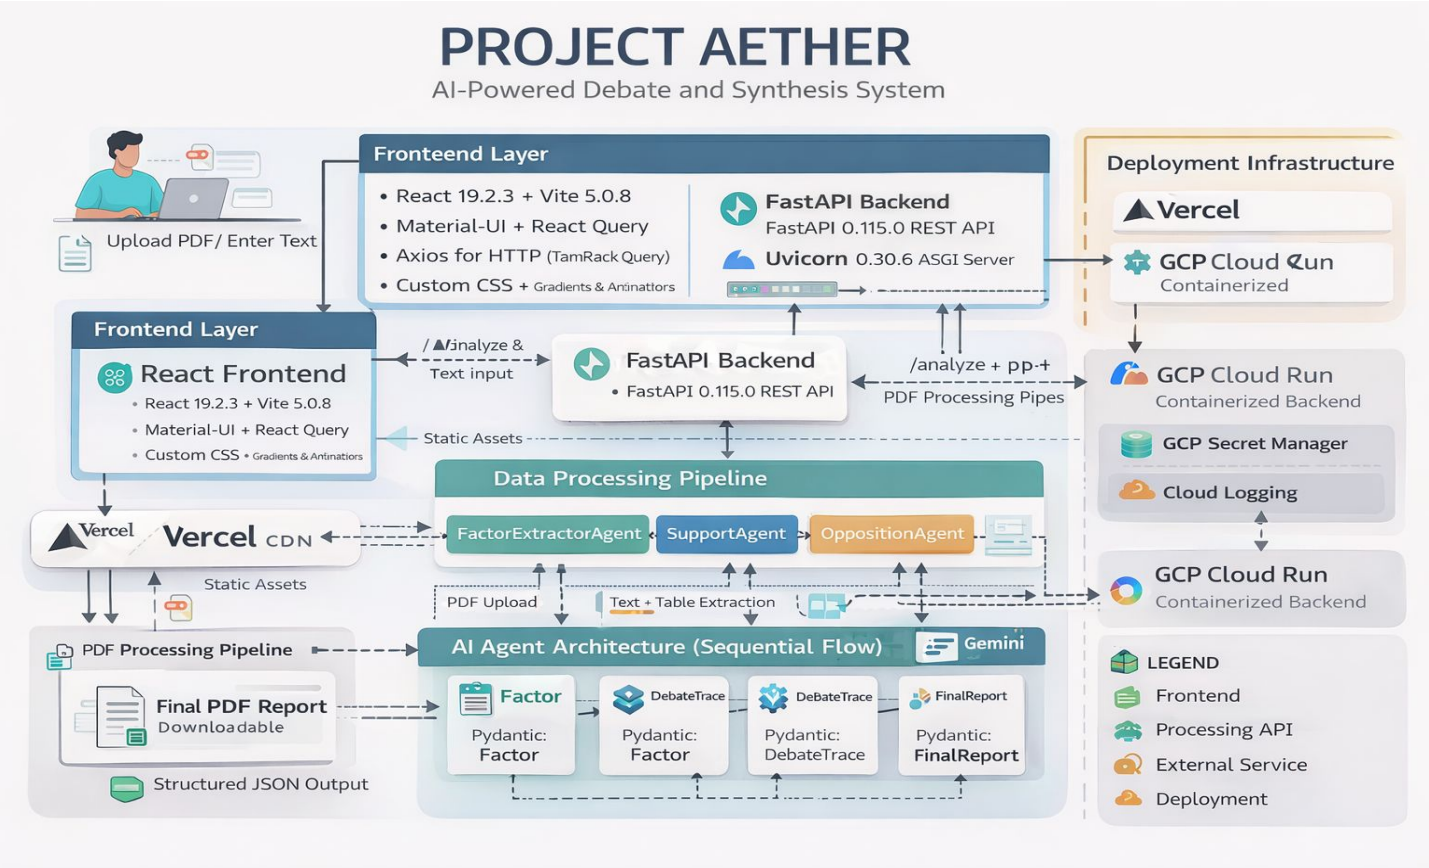 PROJECT AETHER
AI-Powered Debate and Synthesis System
Upload PDF/ Enter Text
Fronteend Layer
• React 19.2.3 + Vite 5.0.8
• Material-UI + React Query
• Axios for HTTP (TamRack Query)
• Custom CSS + Gradients &
FastAPI Backend
FastAPI 0.115.0 REST API
Uvicorn 0.30.6 ASGI Server
Deployment Infrastructure
Vercel
GCP Cloud
Containerized
Frontend Layer
React Frontend
• React 19.2.3 + Vite 5.0.8
• Material-UI + React Query
• Custom CSS • Gradients &
/ &
Text input
FastAPI Backend
• FastAPI 0.115.0 REST API
/analyze + pp-+
PDF Processing Pipes
Static Assets
GCP Cloud Run
Containerized Backend
GCP Secret Manager
Cloud Logging
Data Processing Pipeline
FactorExtractorAgent
SupportAgent
OppositionAgent
Vercel
Vercel CDN
Static Assets
PDF Upload
Text + Table Extraction
GCP Cloud Run
Containerized Backend
PDF Processing Pipeline
Final PDF Report
Downloadable
Structured JSON Output
AI Agent Architecture (Sequential Flow)
Gemini
Factor
Pydantic:
Factor
DebateTrace
Pydantic:
Factor
DeBateTrace
Pydantic:
DebateTrace
FinalReport
Pydantic:
FinalReport
LEGEND
Frontend
Processing API
External Service
Deployment